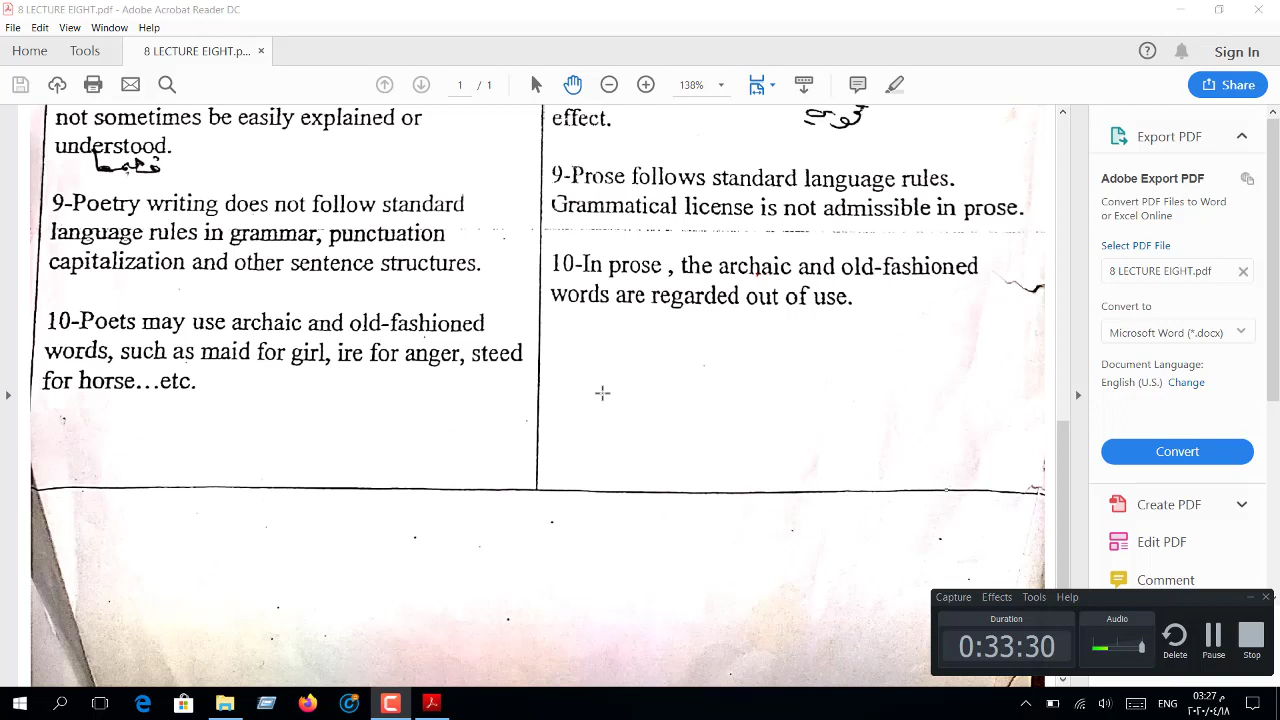 8 LECTURE EIGHT.pdf - Adobe Acrobat Reader DC
File Edit View Window Help
Home Tools 8 LECTURE EIGHT.p... × Sign In
1 / 1 138% Share
not sometimes be easily explained or
understood.
9-Poetry writing does not follow standard
language rules in grammar, punctuation
capitalization and other sentence structures.
10-Poets may use archaic and old-fashioned
words, such as maid for girl, ire for anger, steed
for horse...etc.
effect.
9-Prose follows standard language rules.
Grammatical license is not admissible in prose.
10-In prose , the archaic and old-fashioned
words are regarded out of use.
Export PDF
Adobe Export PDF
Convert PDF Files to Word
or Excel Online
Select PDF File
8 LECTURE EIGHT.pdf
Convert to
Microsoft Word (*.docx)
Document Language:
English (U.S.) Change
Convert
Create PDF
Edit PDF
Comment
Capture Effects Tools Help
Duration Audio
0:33:30
Delete Pause Stop
ENG 03:27 م
٢٠٢٠/٠٤/١٨